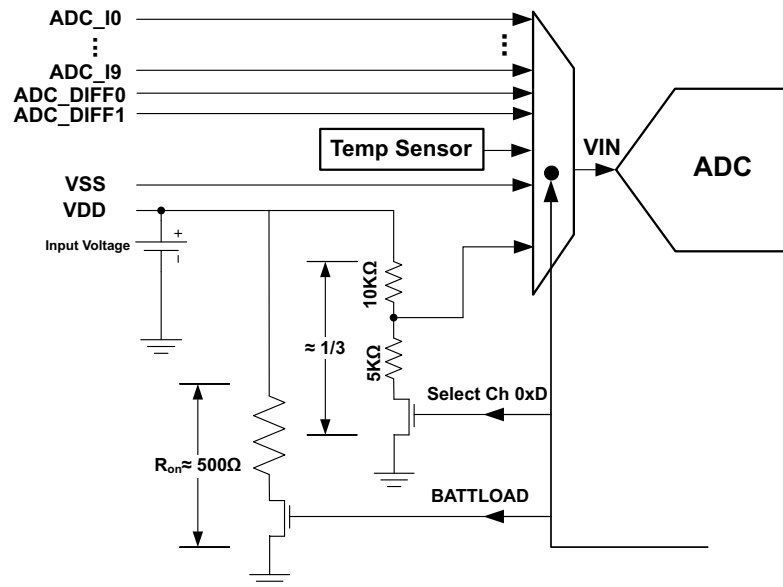 ADC_I0
ADC_I9
ADC_DIFF0
ADC_DIFF1
Temp Sensor
VIN
ADC
VSS
VDD
Input Voltage
+
10KΩ
≈ 1/3
5KΩ
Select Ch 0xD
Ron≈ 500Ω
BATTLOAD